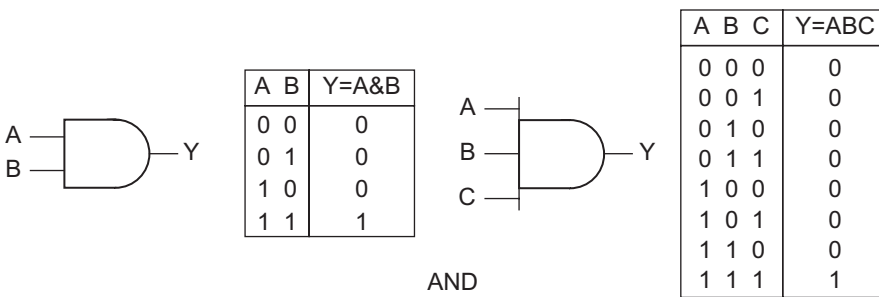 A
B
Y
A B Y=A&B
0 0 0
0 1 0
1 0 0
1 1 1
A
B
C
Y
A B C Y=ABC
0 0 0 0
0 0 1 0
0 1 0 0
0 1 1 0
1 0 0 0
1 0 1 0
1 1 0 0
1 1 1 1
AND